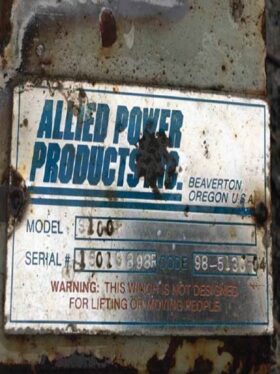 ALLIED POWER
PRODUCTS INC.
BEAVERTON
OREGON U.S.A.
MODEL
SERIAL # CODE
WARNING: THIS WINCH IS NOT DESIGNED
FOR LIFTING OR MOVING PEOPLE